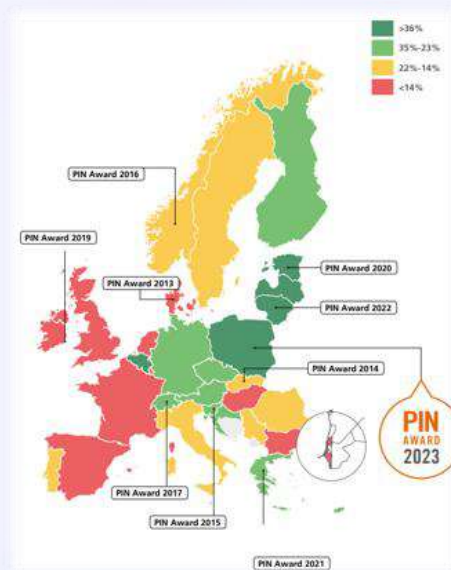 >36%
35%-23%
22%-14%
<14%
PIN Award 2016
PIN Award 2019
PIN Award 2013
PIN Award 2020
PIN Award 2022
PIN Award 2014
PIN
AWARD
2023
PIN Award 2017
PIN Award 2015
PIN Award 2021